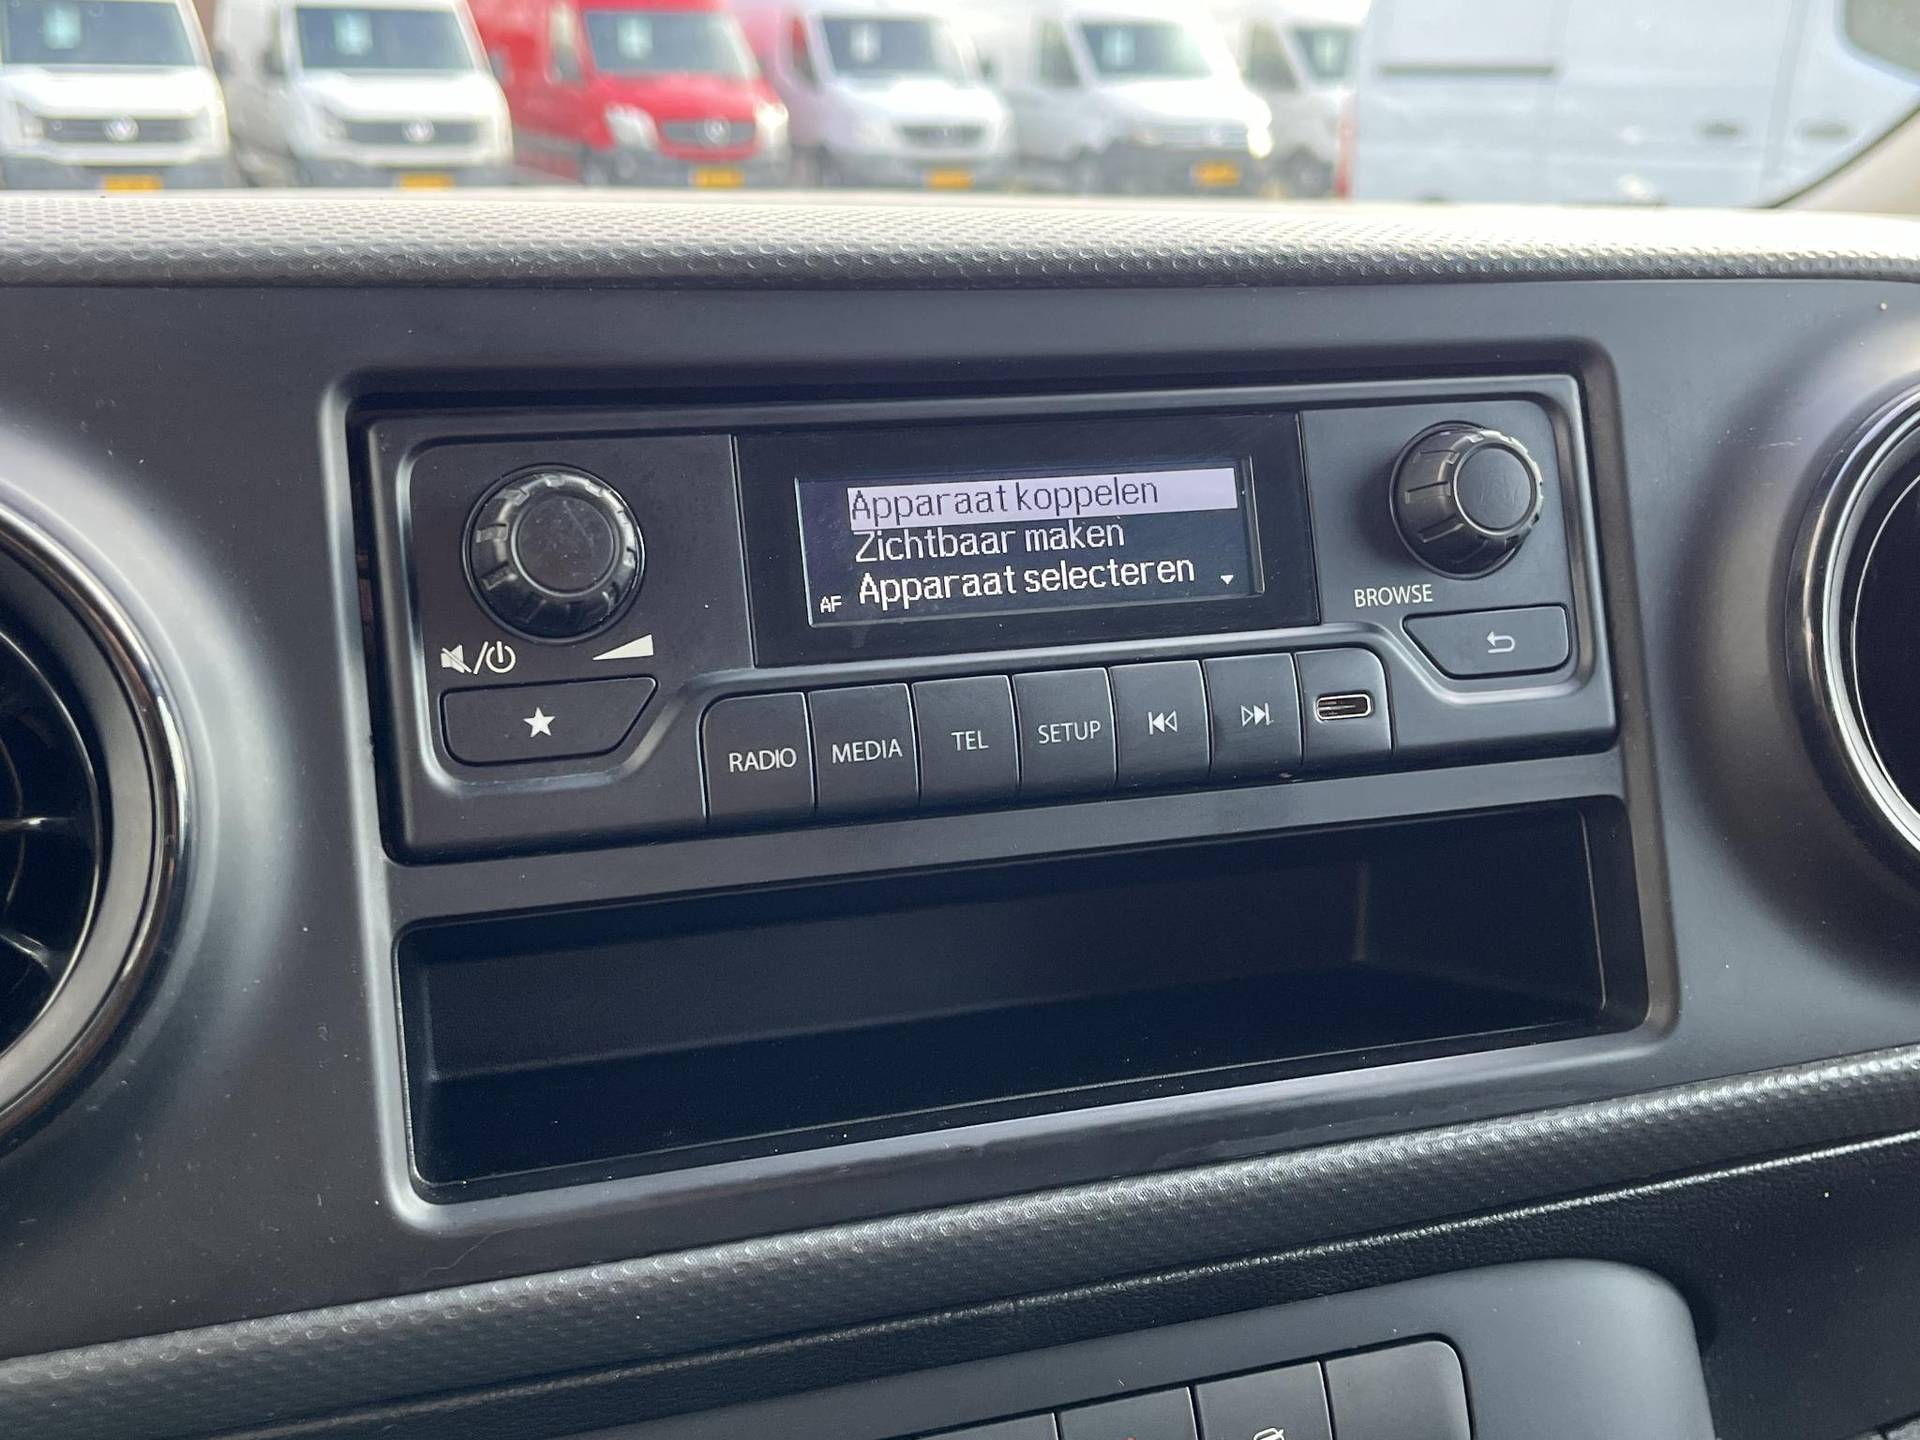 Apparaat koppelen
Zichtbaar maken
AF Apparaat selecteren
BROWSE
RADIO MEDIA TEL SETUP